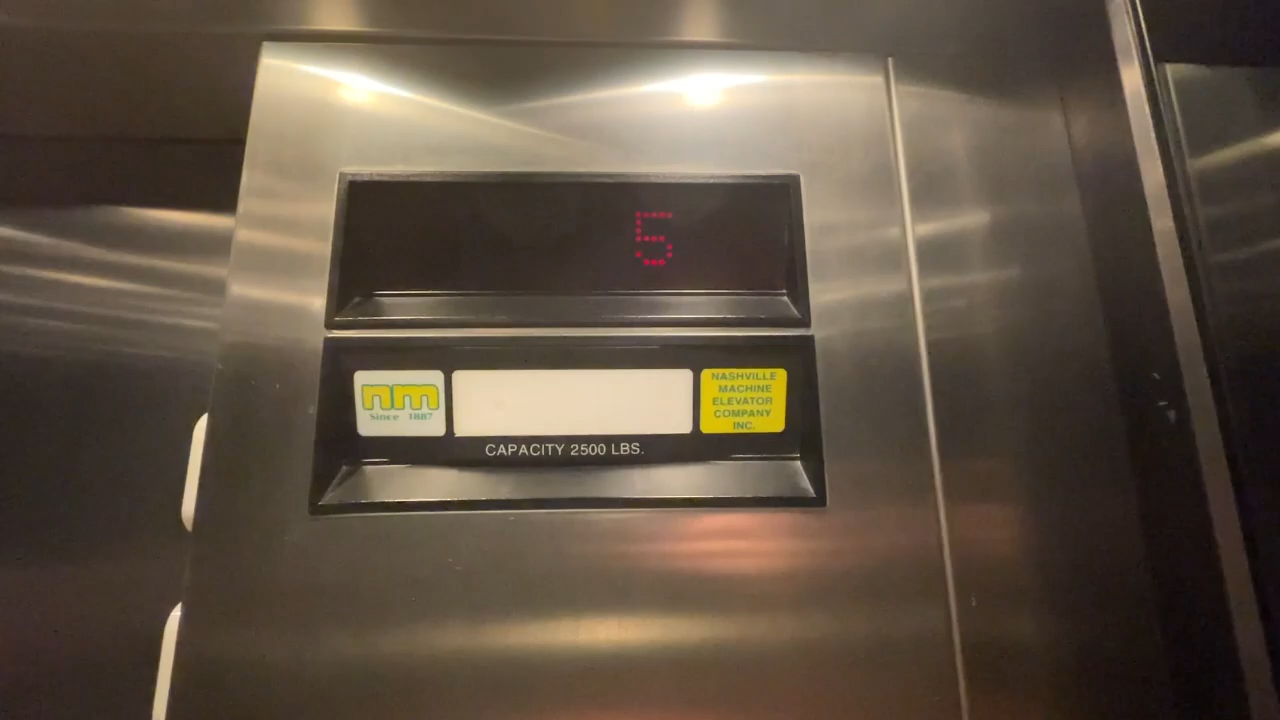 5
nm
Since 1887
NASHVILLE
MACHINE
ELEVATOR
COMPANY
INC.
CAPACITY 2500 LBS.